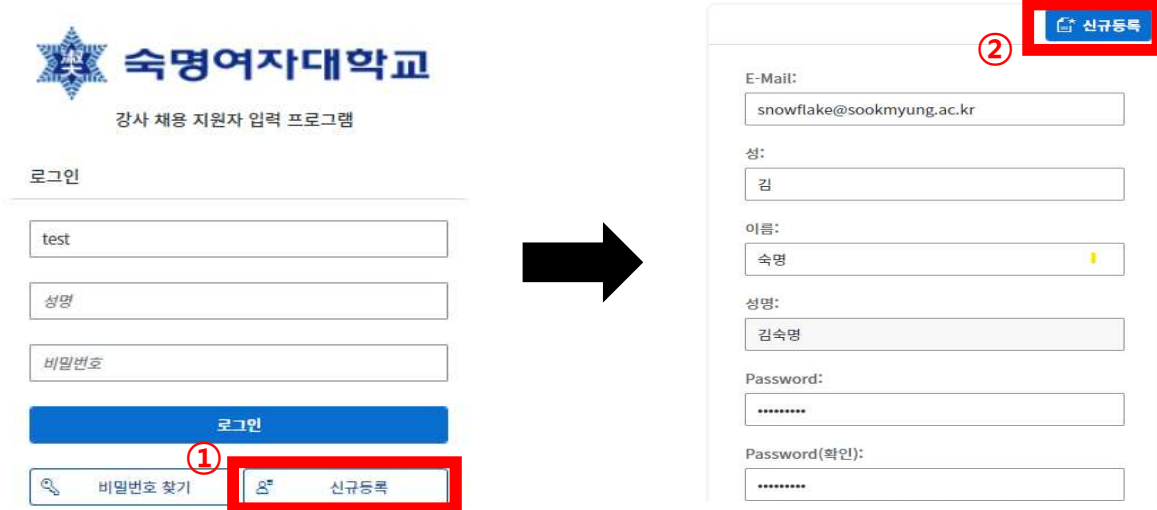 숙명여자대학교
강사 채용 지원자 입력 프로그램
로그인
test
성명
비밀번호
로그인
①
비밀번호 찾기
신규등록
②
신규등록
E-Mail:
snowflake@sookmyung.ac.kr
성:
김
이름:
숙명
성명:
김숙명
Password:
•••••••••
Password(확인):
•••••••••